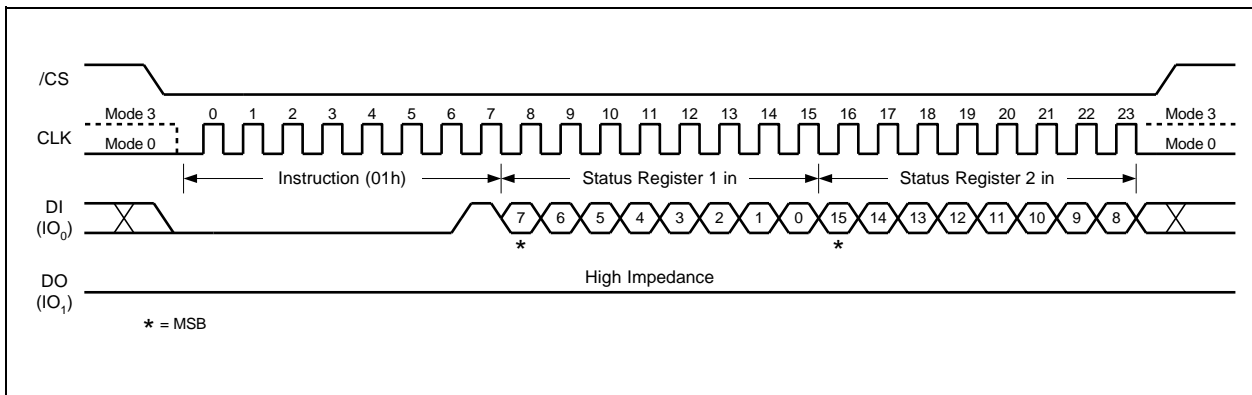 /CS
Mode 3 0 1 2 3 4 5 6 7 8 9 10 11 12 13 14 15 16 17 18 19 20 21 22 23 Mode 3
CLK
Mode 0 Mode 0
Instruction (01h) Status Register 1 in Status Register 2 in
DI
(IO0) 7 6 5 4 3 2 1 0 15 14 13 12 11 10 9 8
* *
High Impedance
DO
(IO1)
* = MSB